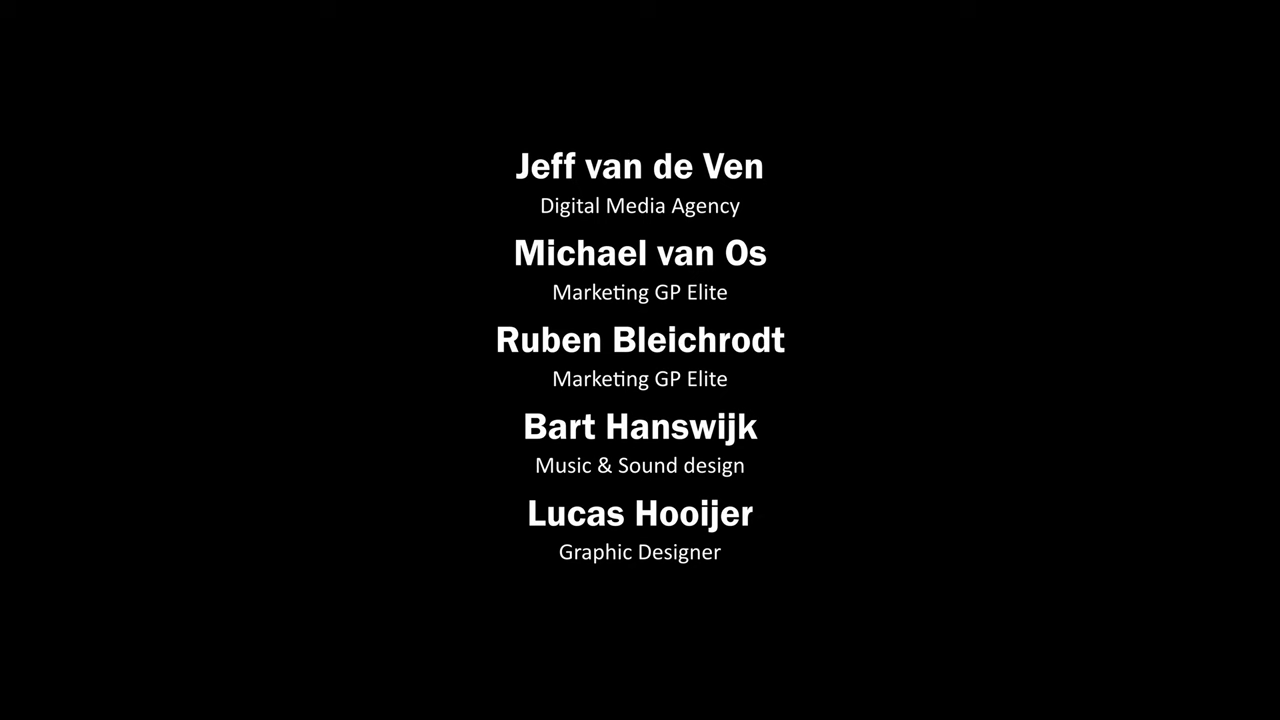 Jeff van de Ven
Digital Media Agency
Michael van Os
Marketing GP Elite
Ruben Bleichrodt
Marketing GP Elite
Bart Hanswijk
Music & Sound design
Lucas Hooijer
Graphic Designer